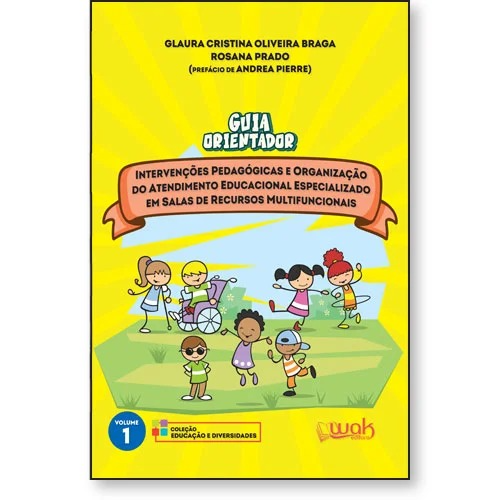 GLAURA CRISTINA OLIVEIRA BRAGA
ROSANA PRADO
(PREFÁCIO DE ANDREA PIERRE)
GUIA
ORIENTADOR
INTERVENÇÕES PEDAGÓGICAS E ORGANIZAÇÃO
DO ATENDIMENTO EDUCACIONAL ESPECIALIZADO
EM SALAS DE RECURSOS MULTIFUNCIONAIS
VOLUME
1
COLEÇÃO
EDUCAÇÃO E DIVERSIDADES
wak